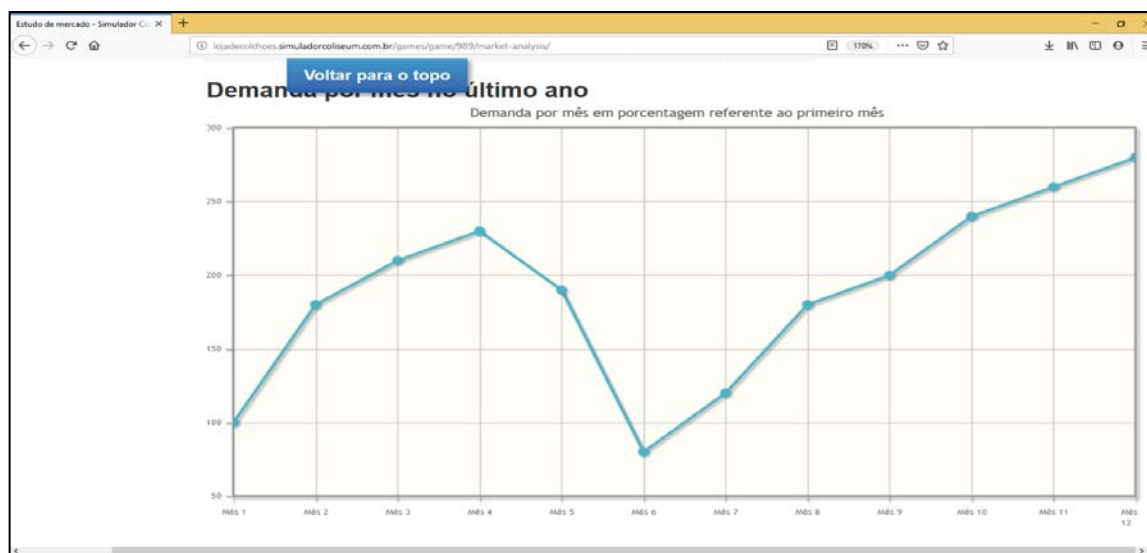 Estudo de mercado - Simulador Co
lojadecolchoes.simuladorcoliseum.com.br/games/game/989/market-analysis/
170%
Voltar para o topo
Demanda por mês no último ano
Demanda por mês em porcentagem referente ao primeiro mês
300
250
200
150
100
50
Mês 1 Mês 2 Mês 3 Mês 4 Mês 5 Mês 6 Mês 7 Mês 8 Mês 9 Mês 10 Mês 11 Mês
12